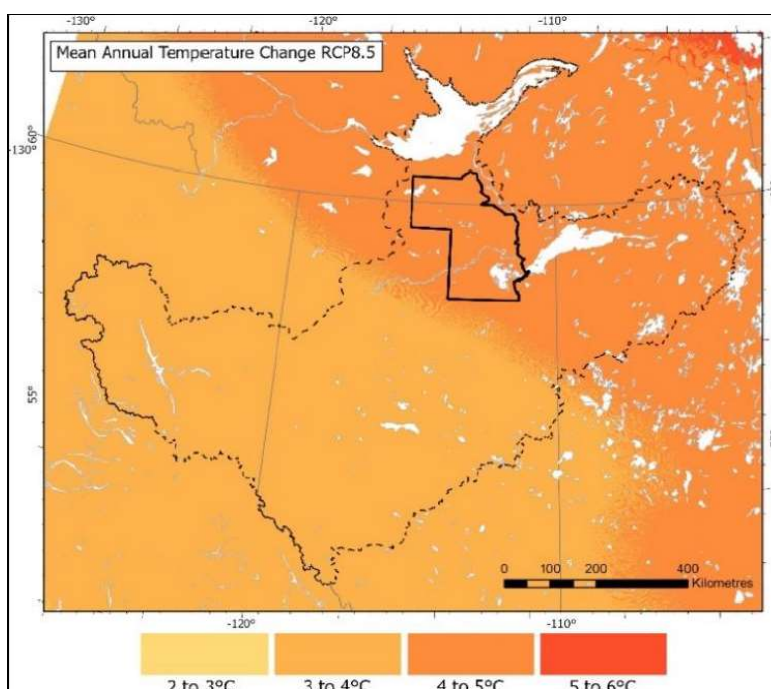 -130° -120° -110°
Mean Annual Temperature Change RCP8.5
-130° 60°
55°
0 100 200 400
Kilometres
-120° -110°
2 to 3°C 3 to 4°C 4 to 5°C 5 to 6°C